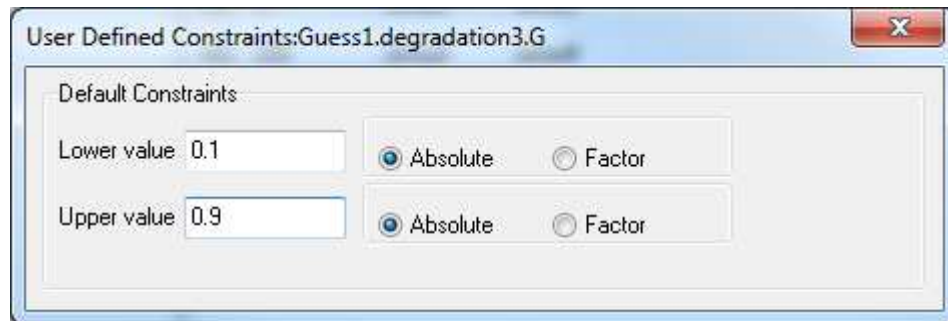 User Defined Constraints:Guess1.degradation3.G
Default Constraints
Lower value 0.1 Absolute Factor
Upper value 0.9 Absolute Factor